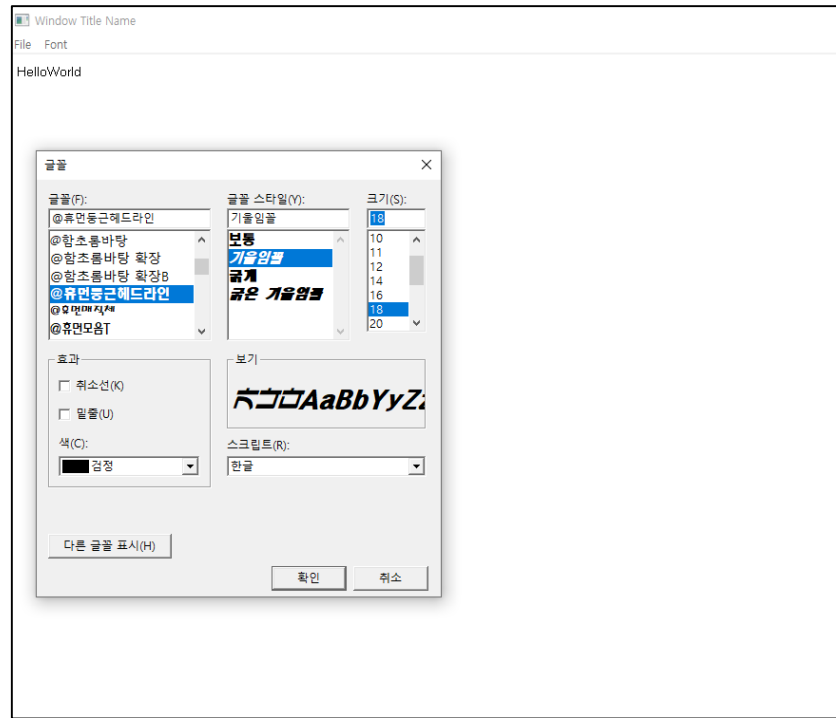 Window Title Name
File Font
HelloWorld
글꼴
글꼴(F):
@휴먼둥근헤드라인
@함초롬바탕
@함초롬바탕 확장
@함초롬바탕 확장B
@휴먼둥근헤드라인
@휴먼매직체
@휴먼모음T
글꼴 스타일(Y):
기울임꼴
보통
기울임꼴
굵게
굵은 기울임꼴
크기(S):
18
10
11
12
14
16
18
20
효과
취소선(K)
밑줄(U)
색(C):
검정
보기
AaBbYyZz
스크립트(R):
한글
다른 글꼴 표시(H)
확인
취소